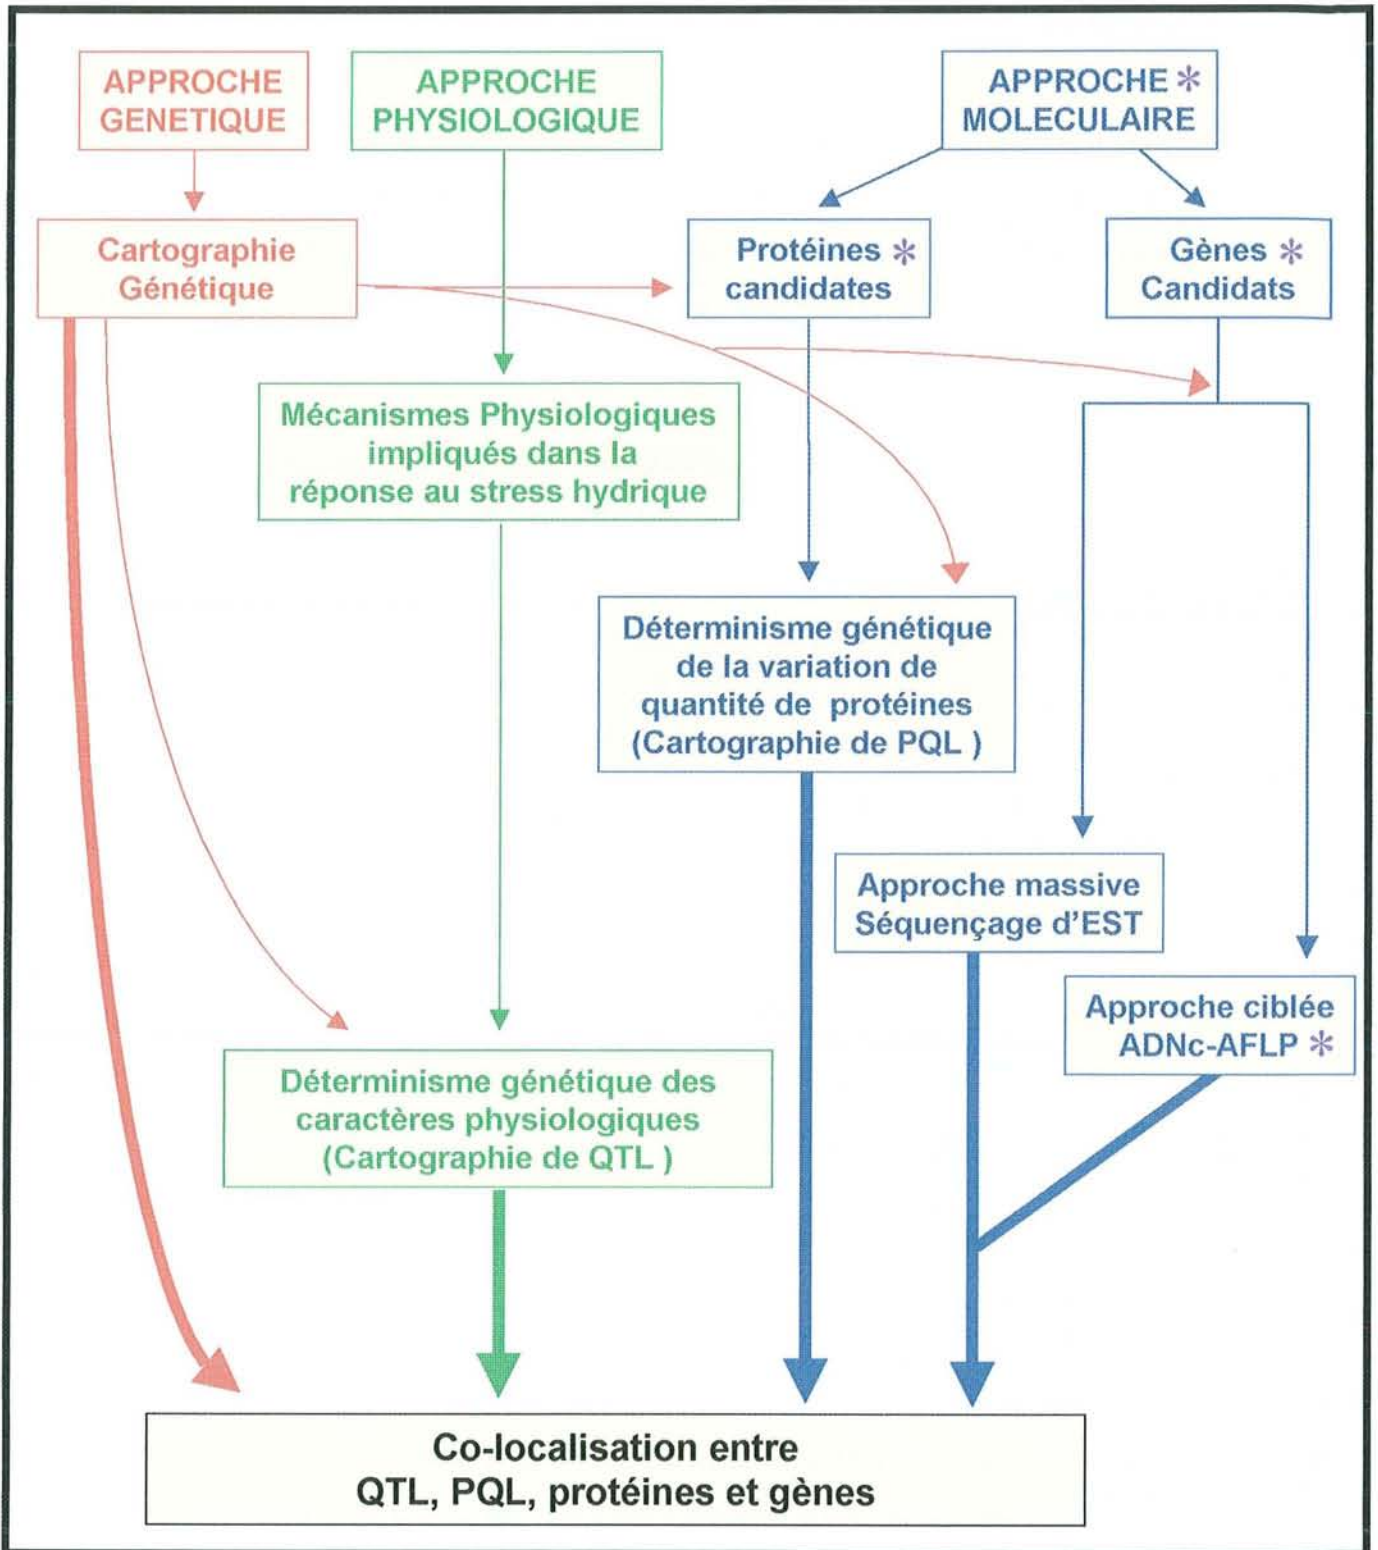 APPROCHE
GENETIQUE
APPROCHE
PHYSIOLOGIQUE
APPROCHE *
MOLECULAIRE
Cartographie
Génétique
Protéines *
candidates
Gènes *
Candidats
Mécanismes Physiologiques
impliqués dans la
réponse au stress hydrique
Déterminisme génétique
de la variation de
quantité de protéines
(Cartographie de PQL )
Approche massive
Séquençage d'EST
Approche ciblée
ADNc-AFLP *
Déterminisme génétique des
caractères physiologiques
(Cartographie de QTL )
Co-localisation entre
QTL, PQL, protéines et gènes